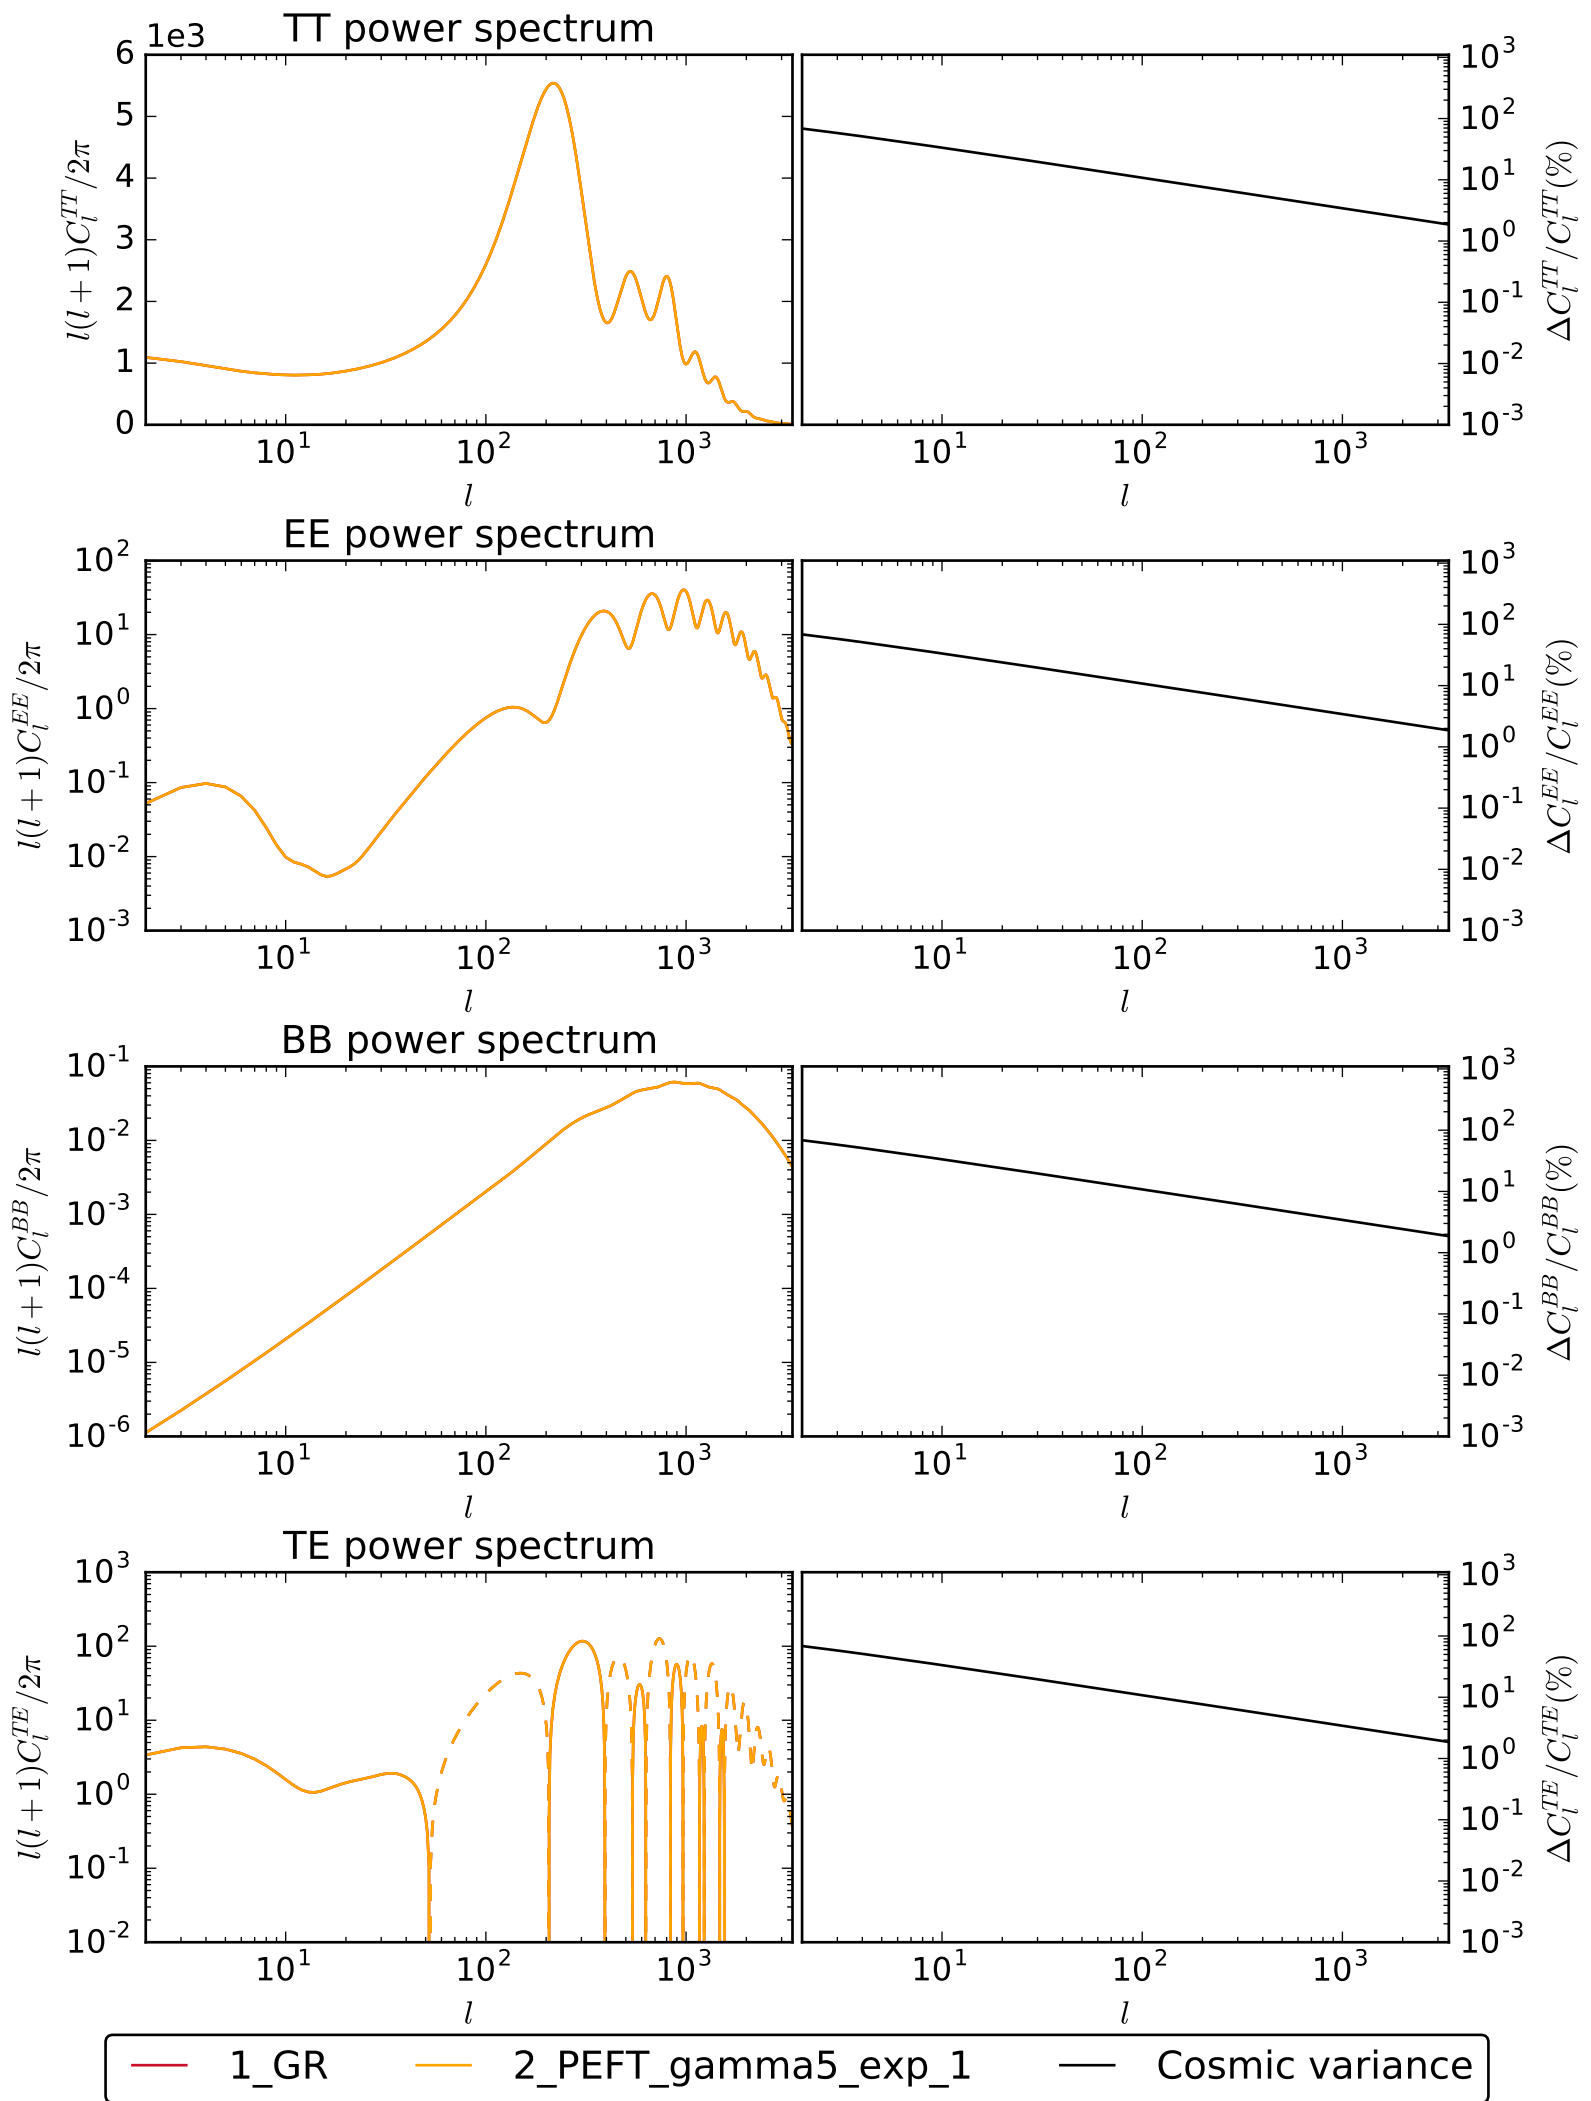 TT power spectrum
1e3
6
5
4
3
2
1
0
l(l+1)C_l^{TT}/2π
10^1 10^2 10^3
l
10^1 10^2 10^3
l
10^3
10^2
10^1
10^0
10^-1
10^-2
10^-3
ΔC_l^{TT}/C_l^{TT}(%)
EE power spectrum
10^2
10^1
10^0
10^-1
10^-2
10^-3
l(l+1)C_l^{EE}/2π
10^1 10^2 10^3
l
10^1 10^2 10^3
l
10^3
10^2
10^1
10^0
10^-1
10^-2
10^-3
ΔC_l^{EE}/C_l^{EE}(%)
BB power spectrum
10^-1
10^-2
10^-3
10^-4
10^-5
10^-6
l(l+1)C_l^{BB}/2π
10^1 10^2 10^3
l
10^1 10^2 10^3
l
10^3
10^2
10^1
10^0
10^-1
10^-2
10^-3
ΔC_l^{BB}/C_l^{BB}(%)
TE power spectrum
10^3
10^2
10^1
10^0
10^-1
10^-2
l(l+1)C_l^{TE}/2π
10^1 10^2 10^3
l
10^1 10^2 10^3
l
10^3
10^2
10^1
10^0
10^-1
10^-2
10^-3
ΔC_l^{TE}/C_l^{TE}(%)
1_GR 2_PEFT_gamma5_exp_1 Cosmic variance